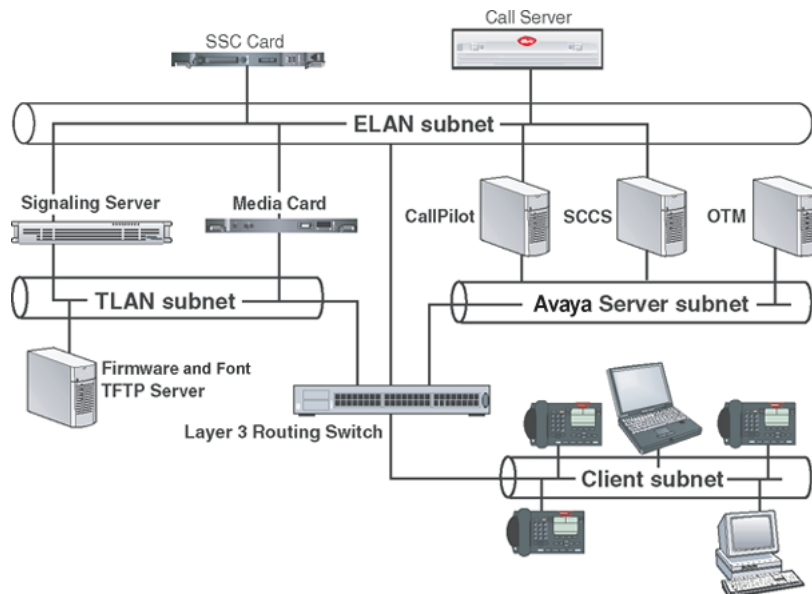 SSC Card
Call Server
ELAN subnet
Signaling Server
Media Card
CallPilot
SCCS
OTM
TLAN subnet
Avaya Server subnet
Firmware and Font
TFTP Server
Layer 3 Routing Switch
Client subnet